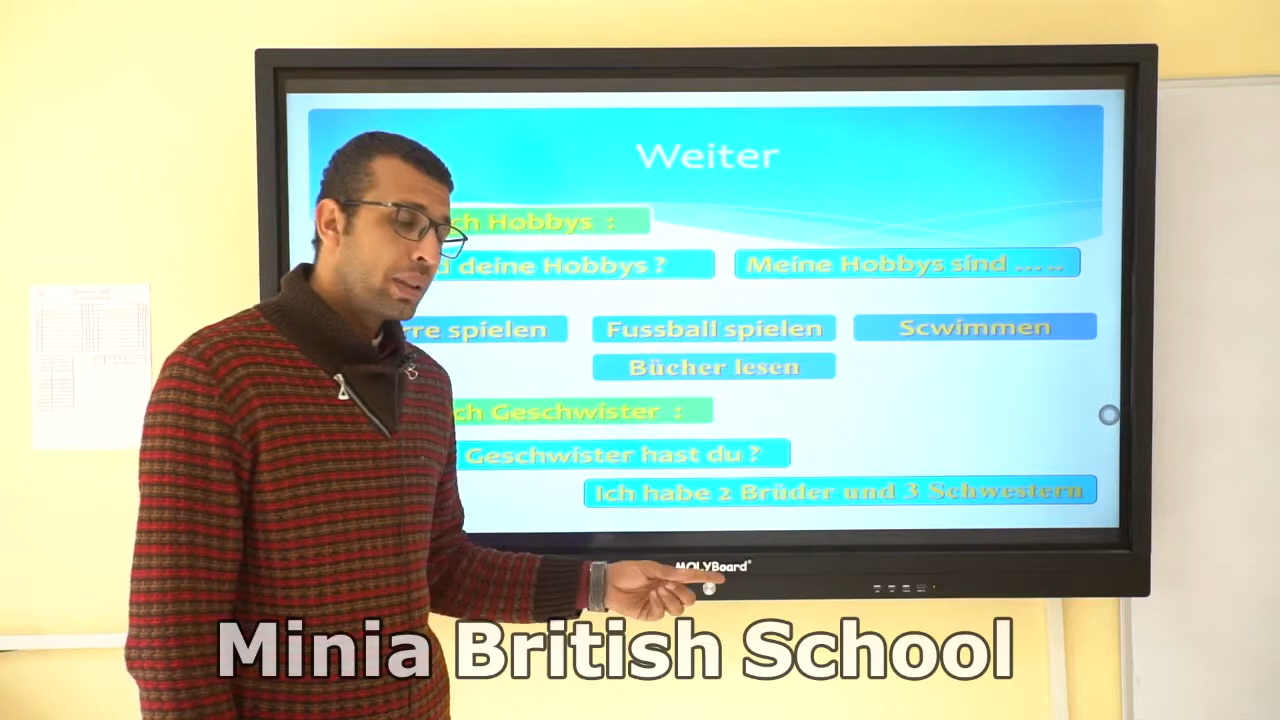 Weiter
ch Hobbys :
d deine Hobbys ?
Meine Hobbys sind ... ..
rre spielen
Fussball spielen
Scwimmen
Bücher lesen
ch Geschwister :
Geschwister hast du ?
Ich habe 2 Brüder und 3 Schwestern
MOLYBoard
Minia British School